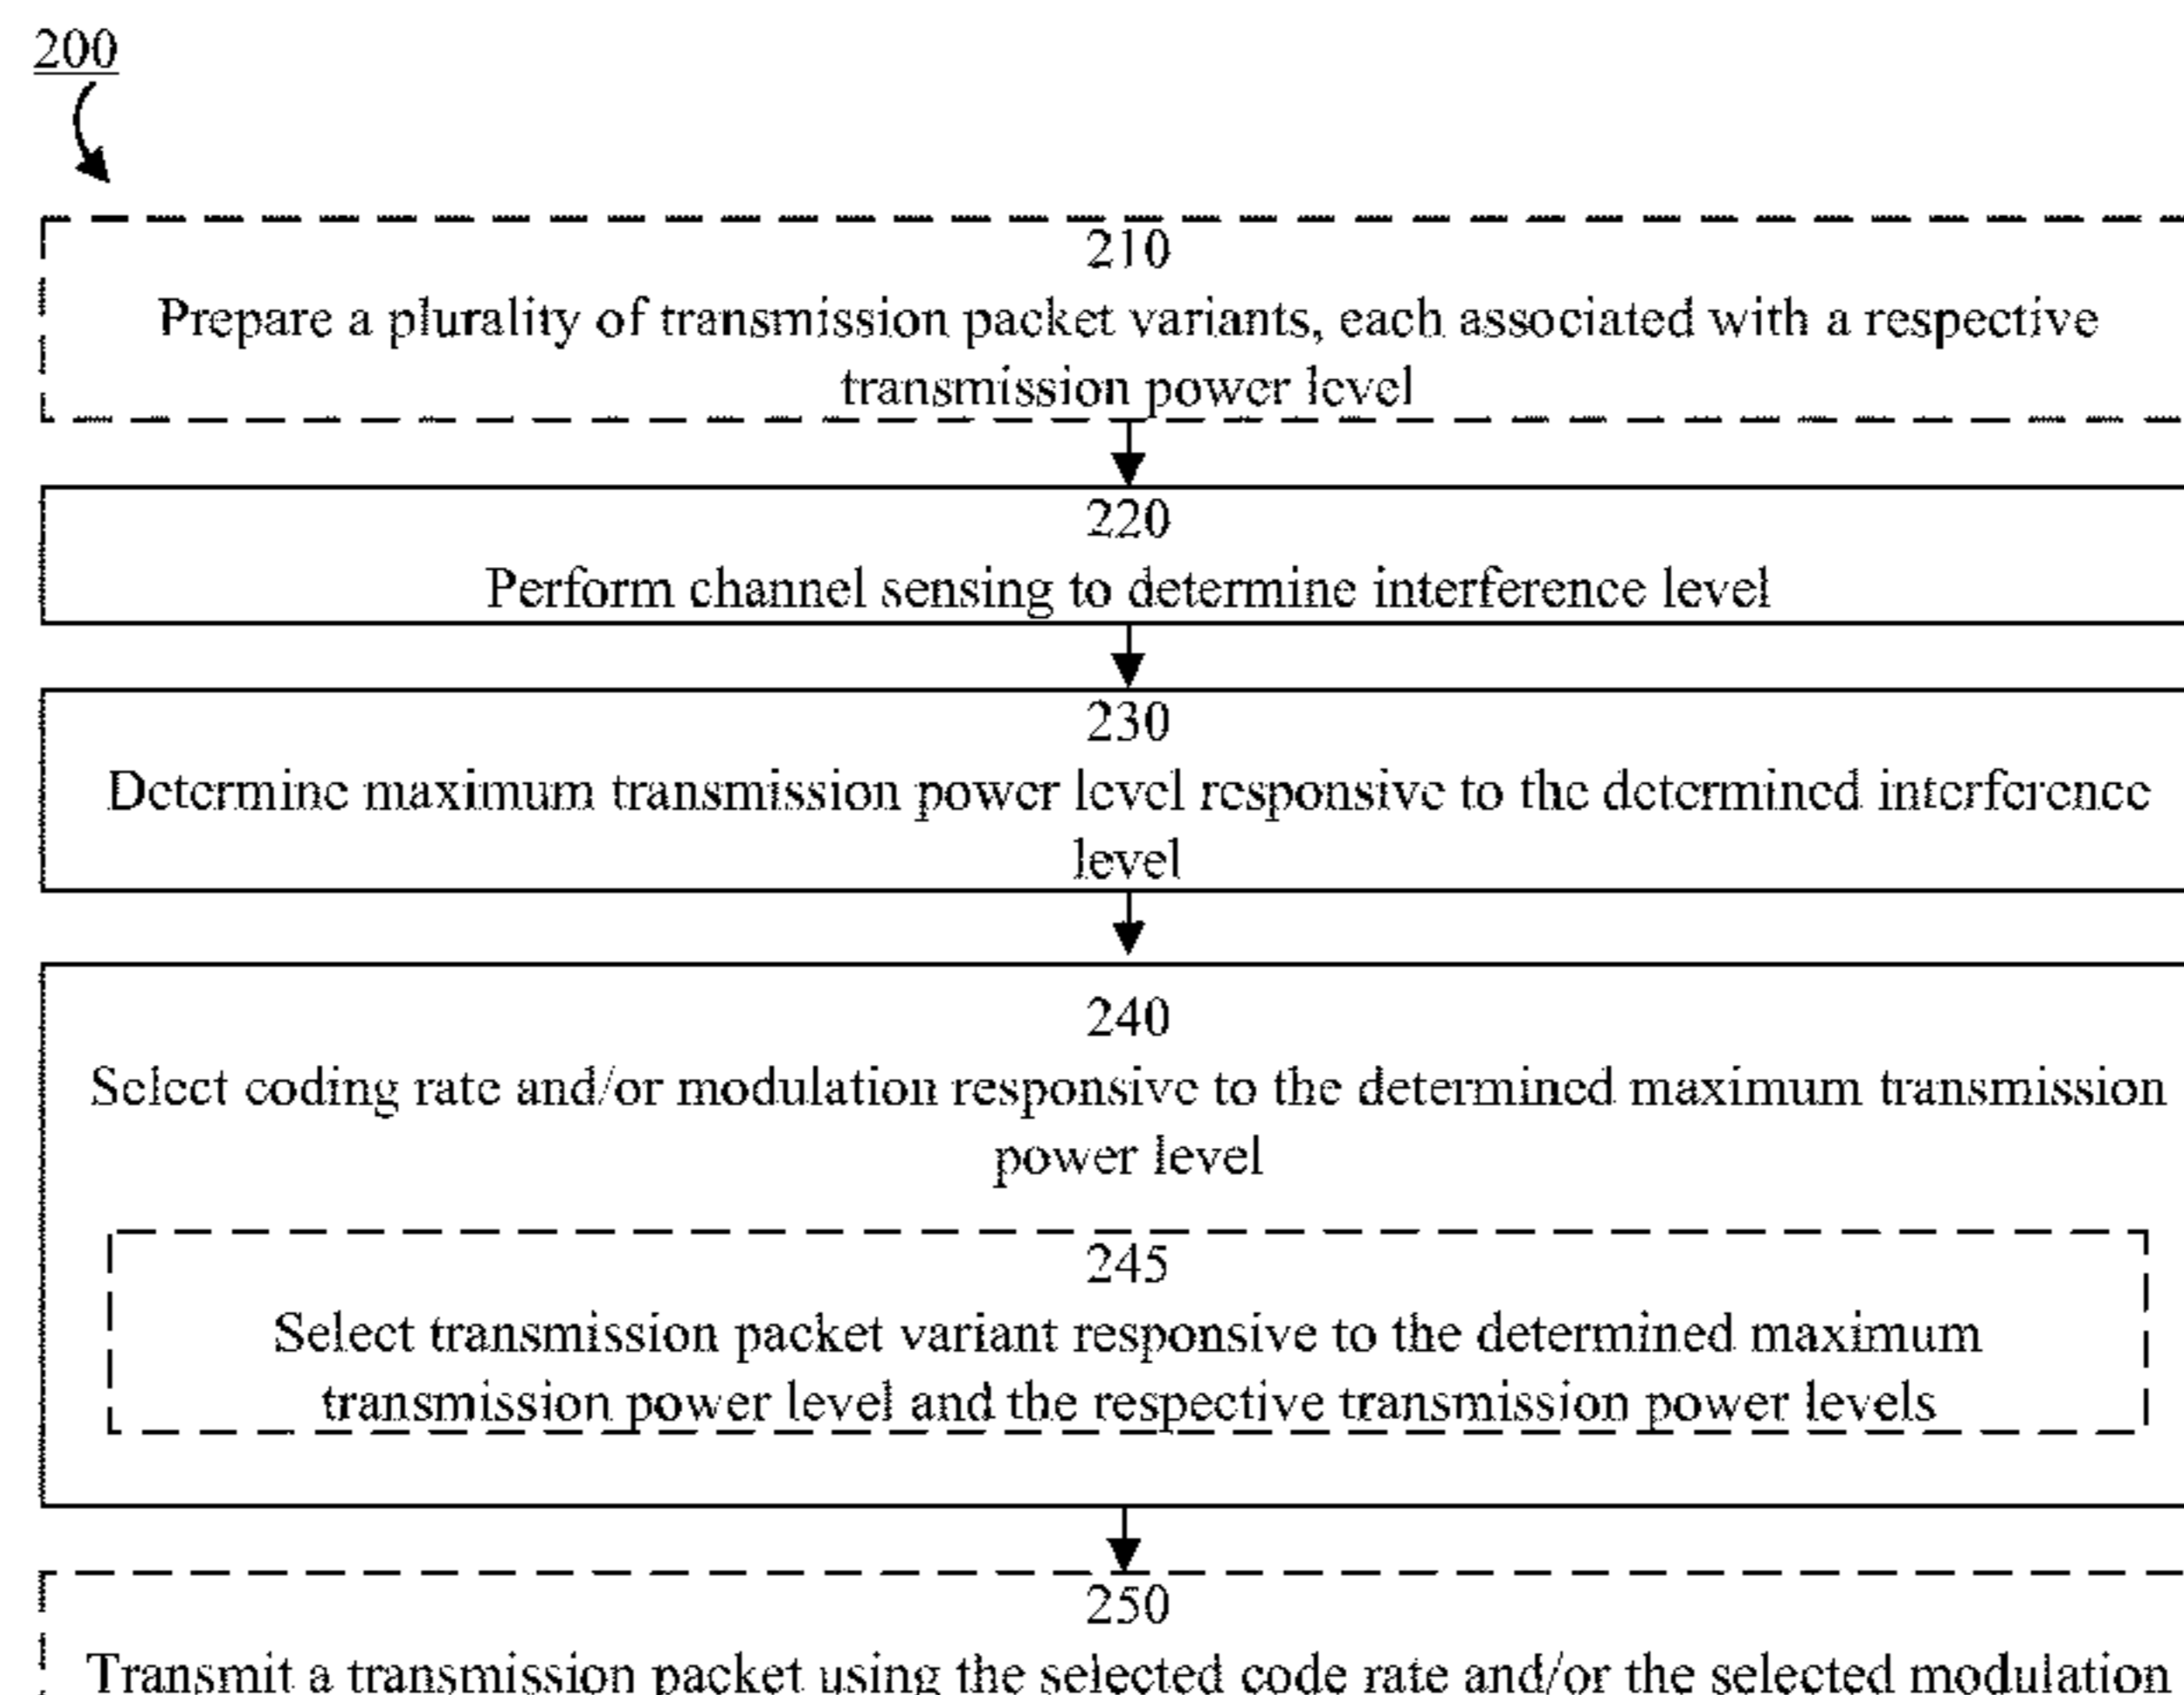 200
210
Prepare a plurality of transmission packet variants, each associated with a respective
transmission power level
220
Perform channel sensing to determine interference level
230
Determine maximum transmission power level responsive to the determined interference
level
240
Select coding rate and/or modulation responsive to the determined maximum transmission
power level
245
Select transmission packet variant responsive to the determined maximum
transmission power level and the respective transmission power levels
250
Transmit a transmission packet using the selected code rate and/or the selected modulation